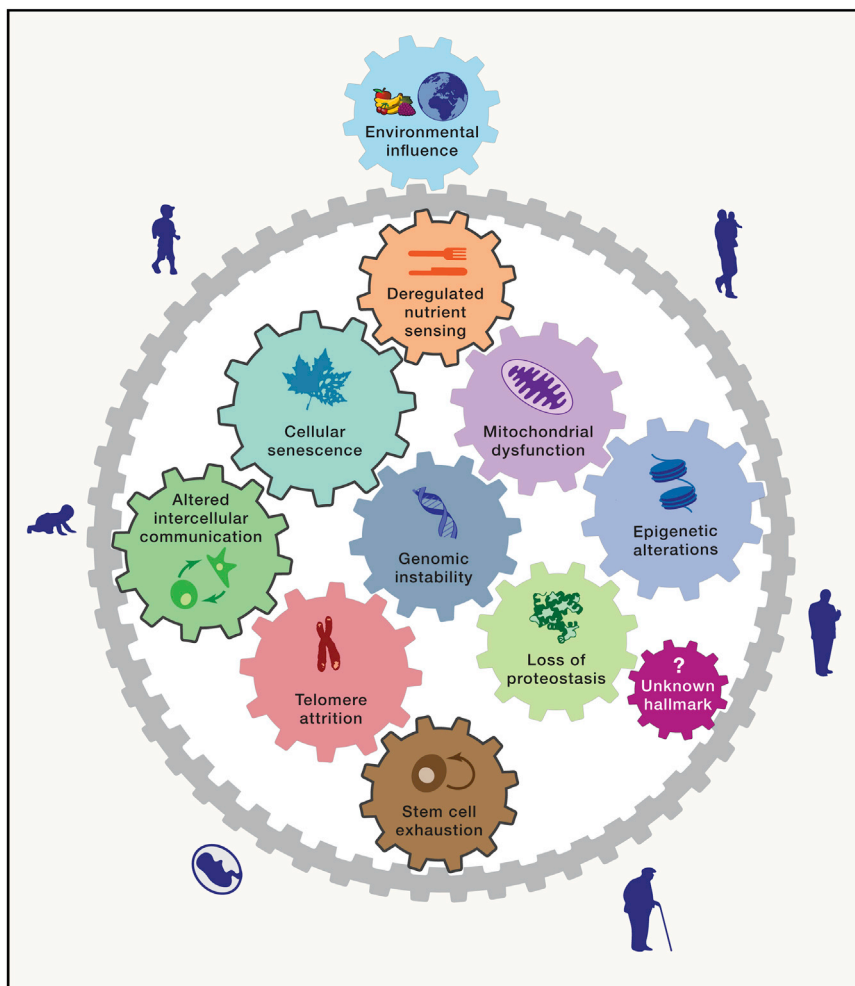 Environmental
influence
Deregulated
nutrient
sensing
Cellular
senescence
Mitochondrial
dysfunction
Altered
intercellular
communication
Genomic
instability
Epigenetic
alterations
Telomere
attrition
Loss of
proteostasis
?
Unknown
hallmark
Stem cell
exhaustion